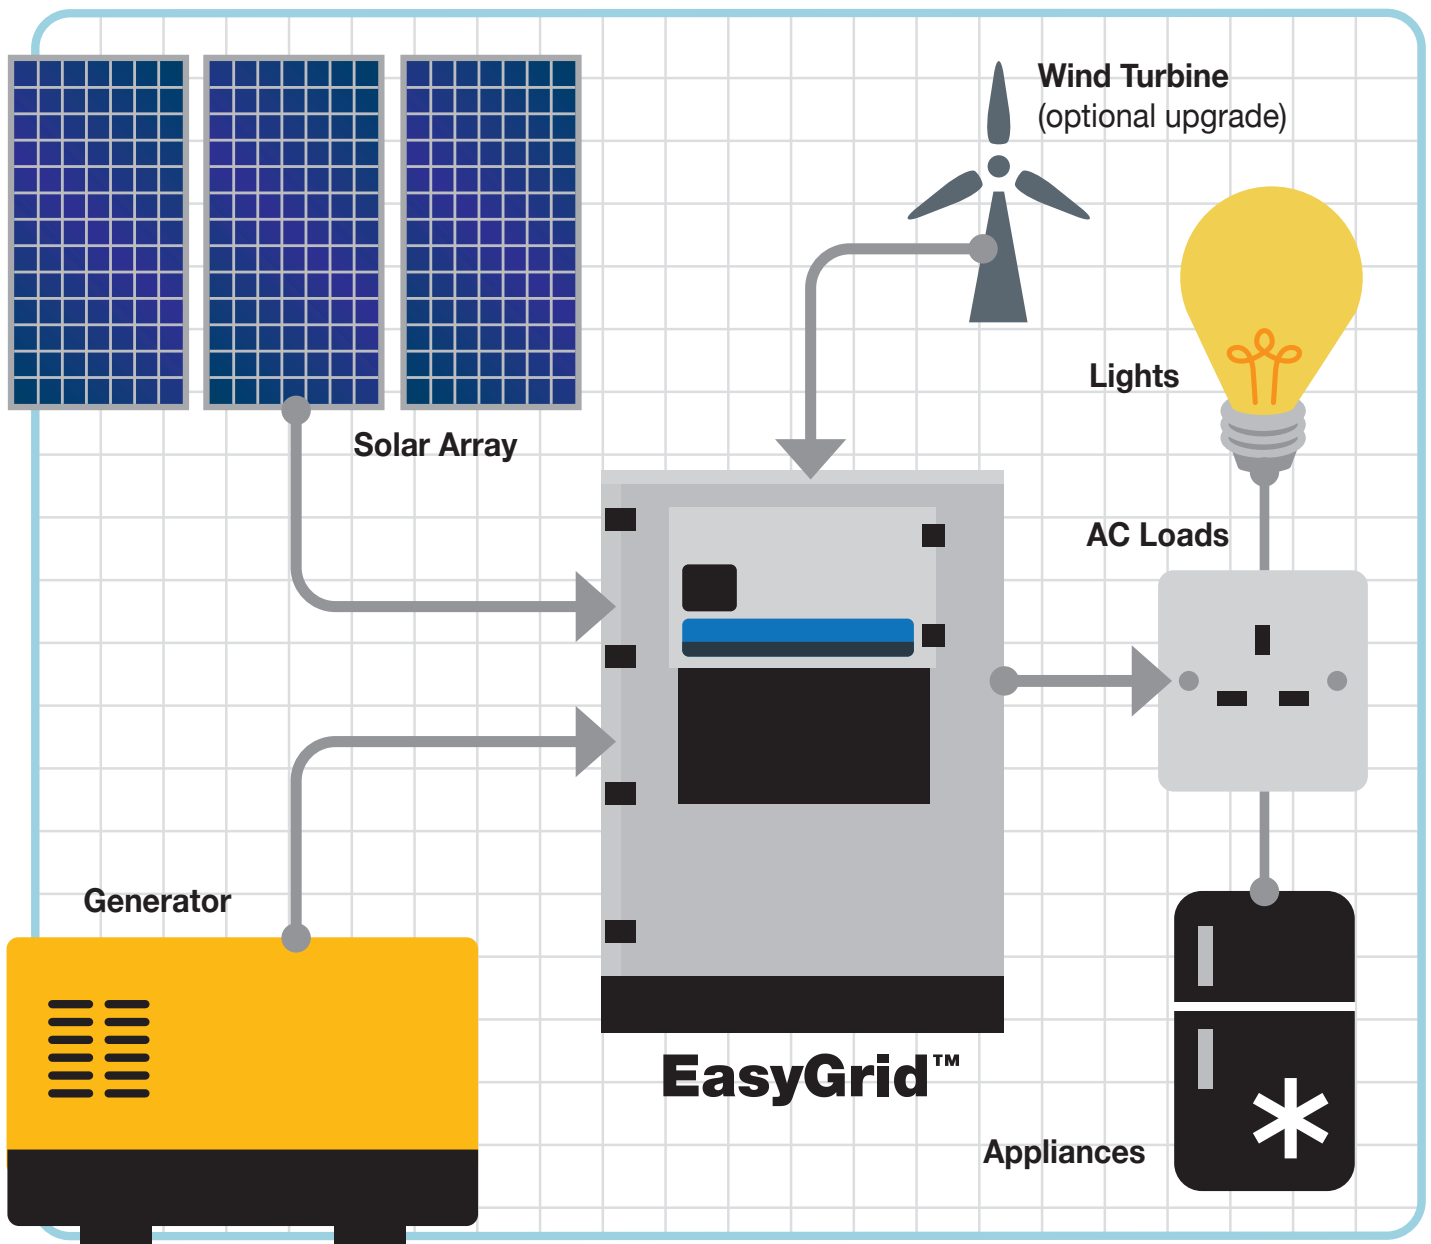 Wind Turbine
(optional upgrade)
Lights
Solar Array
AC Loads
Generator
EasyGrid™
Appliances